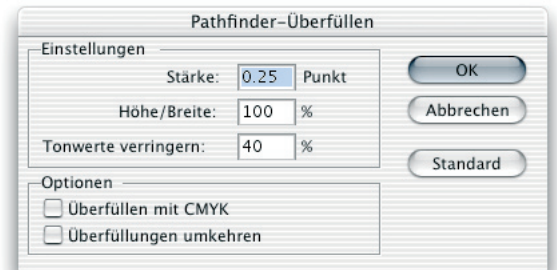 Pathfinder-Überfüllen
Einstellungen
Stärke: 0.25 Punkt
Höhe/Breite: 100 %
Tonwerte verringern: 40 %
OK
Abbrechen
Standard
Optionen
Überfüllen mit CMYK
Überfüllungen umkehren